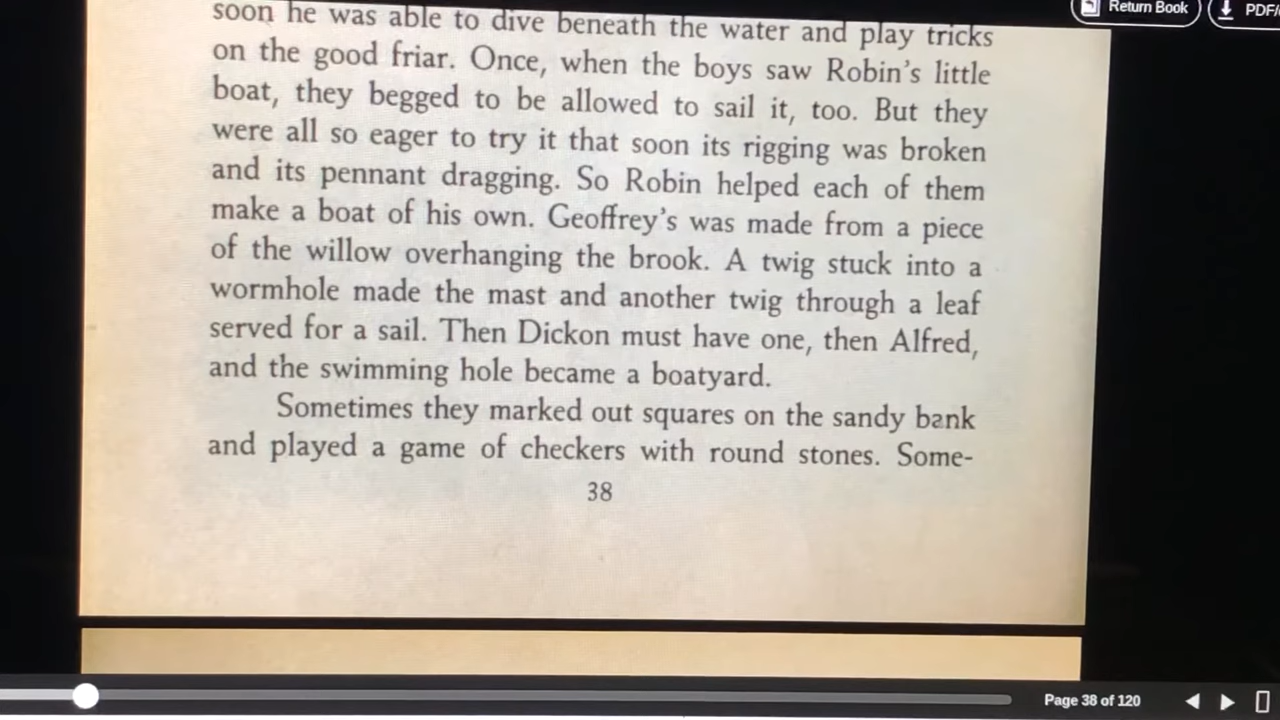 Return Book
PDF/
soon he was able to dive beneath the water and play tricks
on the good friar. Once, when the boys saw Robin's little
boat, they begged to be allowed to sail it, too. But they
were all so eager to try it that soon its rigging was broken
and its pennant dragging. So Robin helped each of them
make a boat of his own. Geoffrey's was made from a piece
of the willow overhanging the brook. A twig stuck into a
wormhole made the mast and another twig through a leaf
served for a sail. Then Dickon must have one, then Alfred,
and the swimming hole became a boatyard.
Sometimes they marked out squares on the sandy bank
and played a game of checkers with round stones. Some-
38
Page 38 of 120